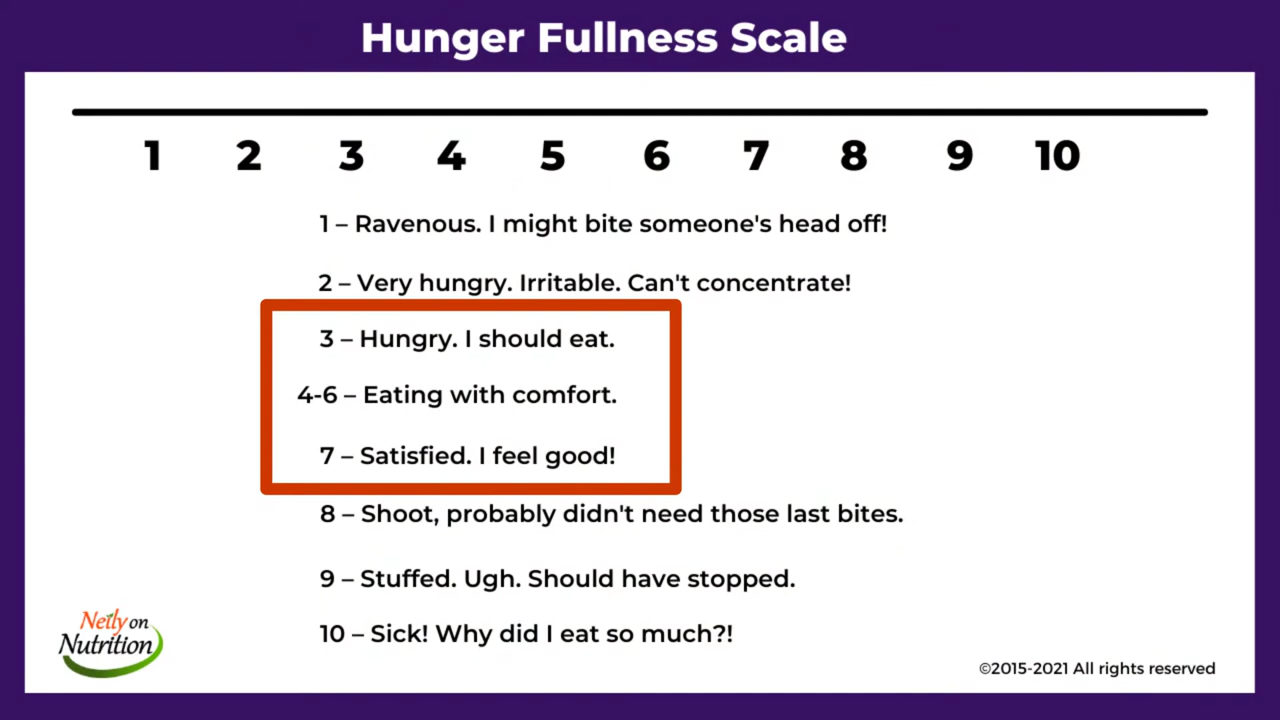 Hunger Fullness Scale
1 2 3 4 5 6 7 8 9 10
1 – Ravenous. I might bite someone's head off!
2 – Very hungry. Irritable. Can't concentrate!
3 – Hungry. I should eat.
4-6 – Eating with comfort.
7 – Satisfied. I feel good!
8 – Shoot, probably didn't need those last bites.
9 – Stuffed. Ugh. Should have stopped.
10 – Sick! Why did I eat so much?!
Neily on
Nutrition
©2015-2021 All rights reserved